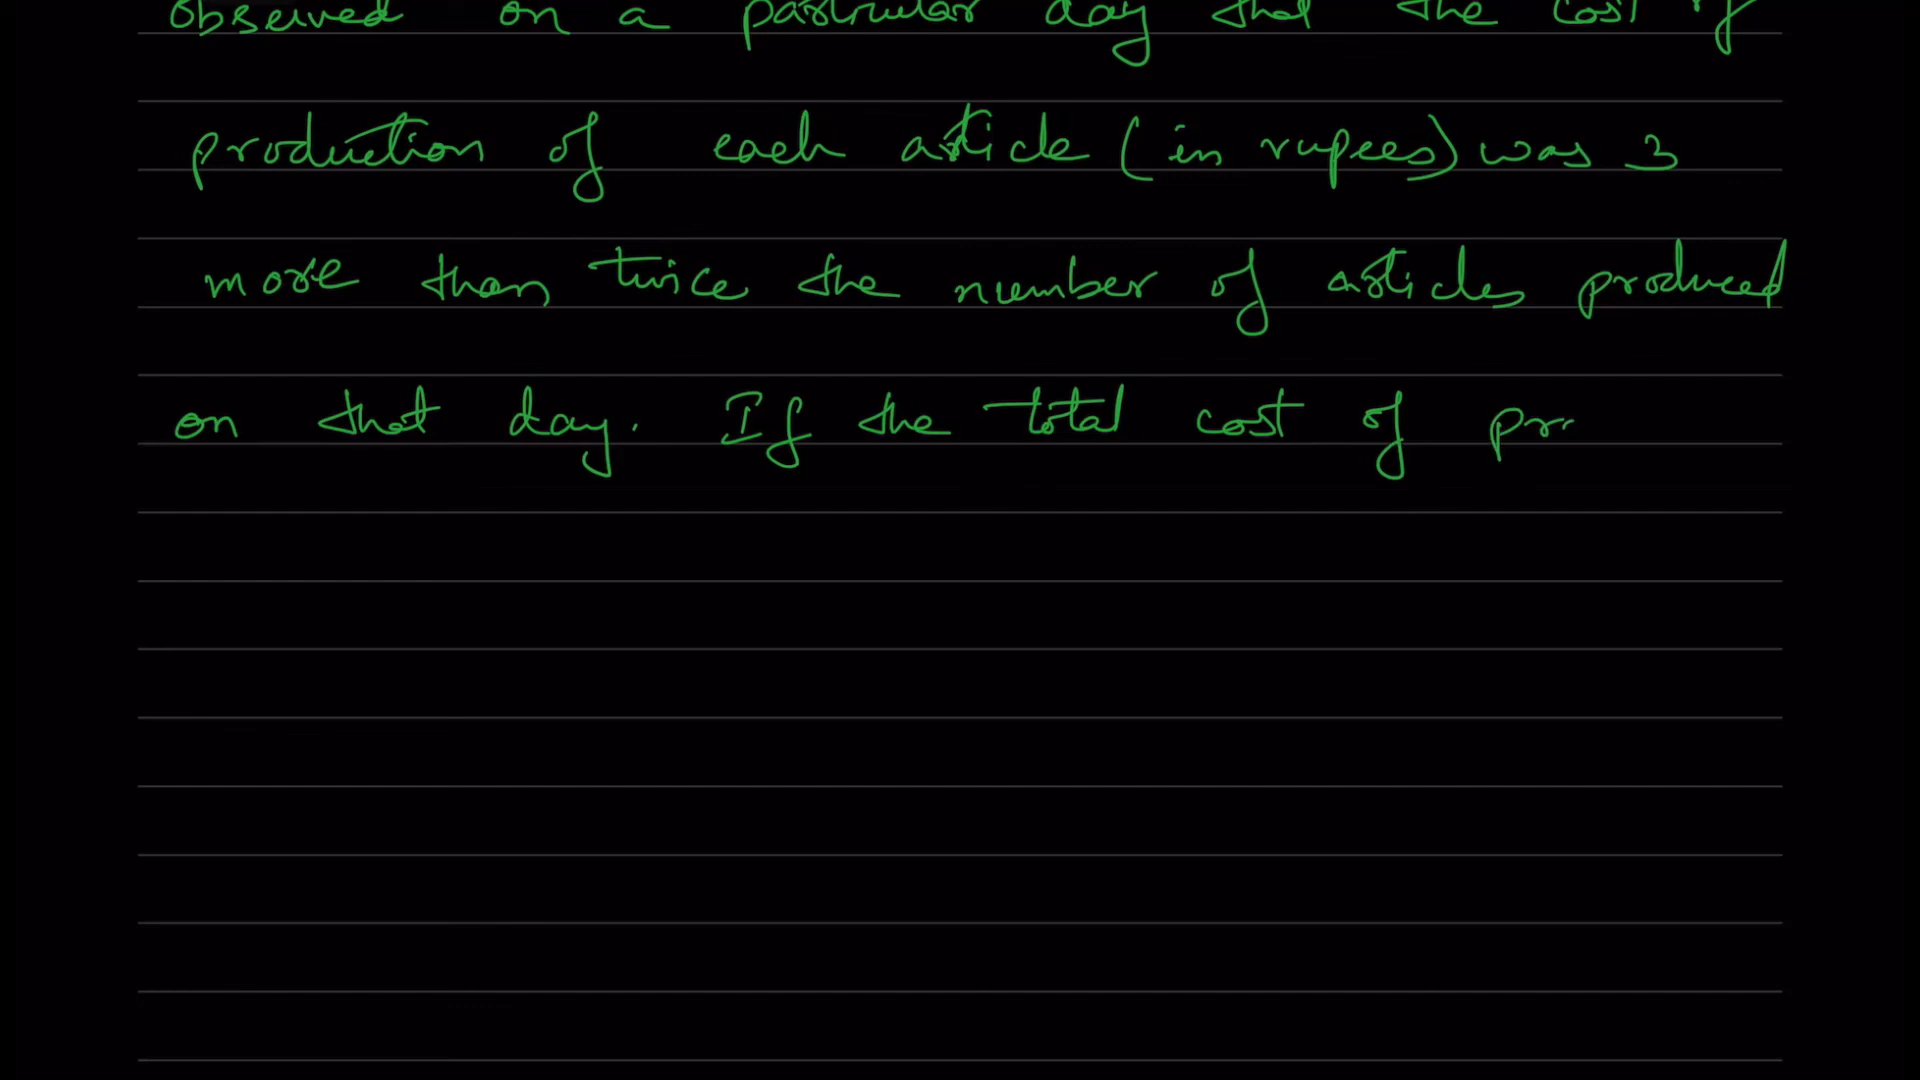 observed on a particular day that the cost of
production of each article (in rupees) was 3
more than twice the number of articles produced
on that day. If the total cost of pr